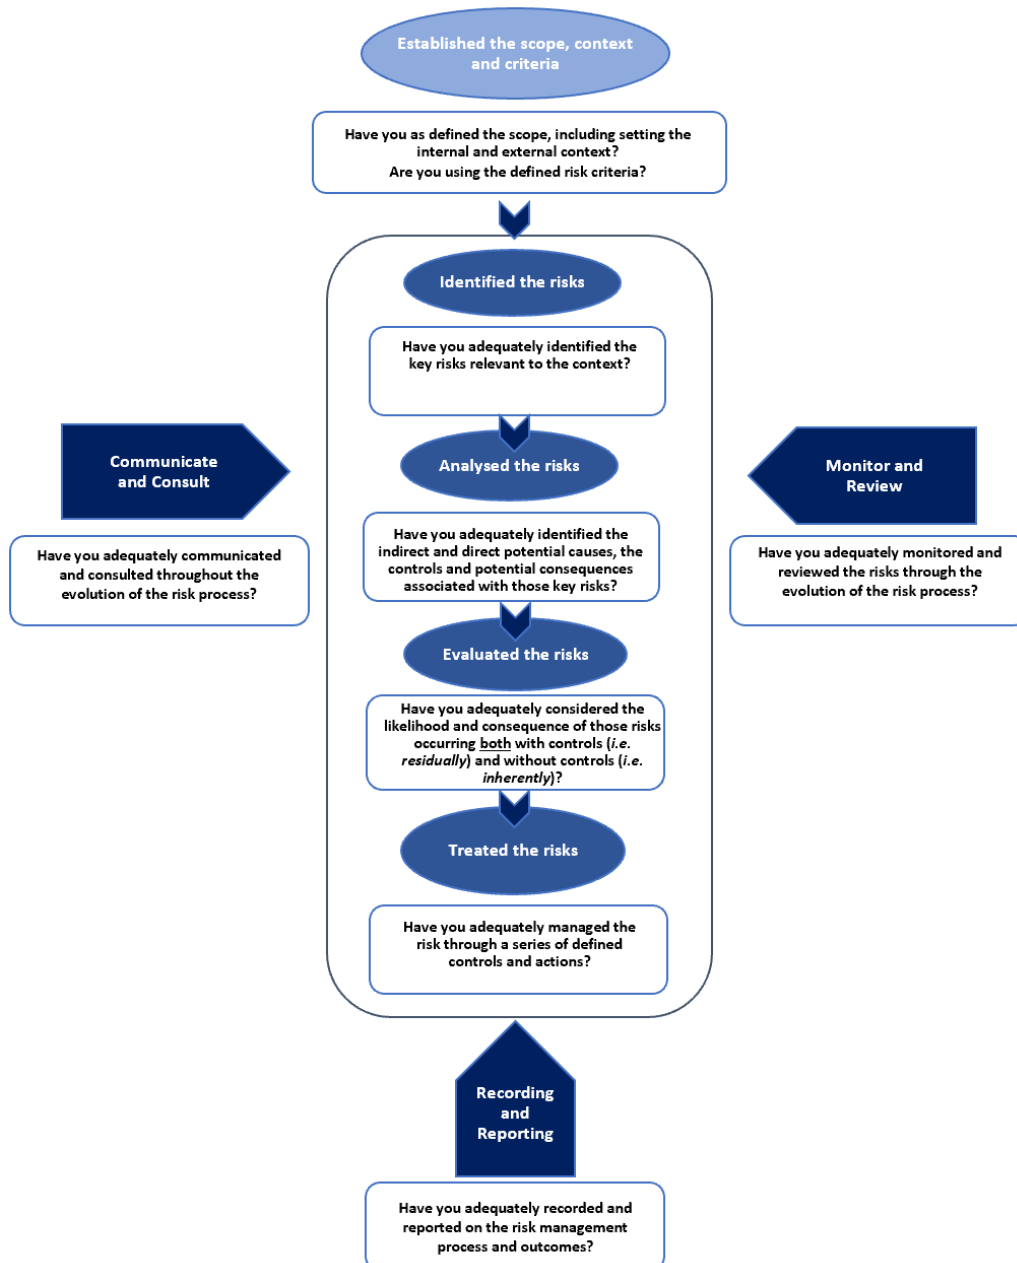 Established the scope, context
and criteria
Have you as defined the scope, including setting the
internal and external context?
Are you using the defined risk criteria?
Identified the risks
Have you adequately identified the
key risks relevant to the context?
Communicate
and Consult
Have you adequately communicated
and consulted throughout the
evolution of the risk process?
Analysed the risks
Have you adequately identified the
indirect and direct potential causes, the
controls and potential consequences
associated with those key risks?
Monitor and
Review
Have you adequately monitored and
reviewed the risks through the
evolution of the risk process?
Evaluated the risks
Have you adequately considered the
likelihood and consequence of those risks
occurring both with controls (i.e.
residually) and without controls (i.e.
inherently)?
Treated the risks
Have you adequately managed the
risk through a series of defined
controls and actions?
Recording
and
Reporting
Have you adequately recorded and
reported on the risk management
process and outcomes?